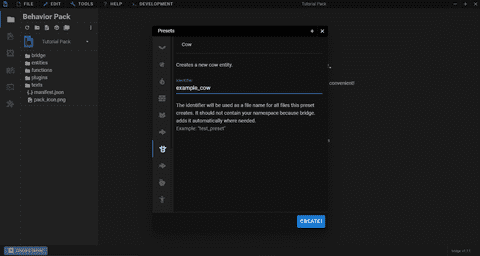 FILE EDIT TOOLS HELP DEVELOPMENT Tutorial Pack
Behavior Pack
Tutorial Pack
bridge
entities
functions
plugins
texts
manifest.json
pack_icon.png
Presets
Cow
Creates a new cow entity.
Identifier
example_cow
The identifier will be used as a file name for all files this preset
creates. It should not contain your namespace because bridge.
adds it automatically where needed.
Example: "test_preset"
convenient!
CREATE!